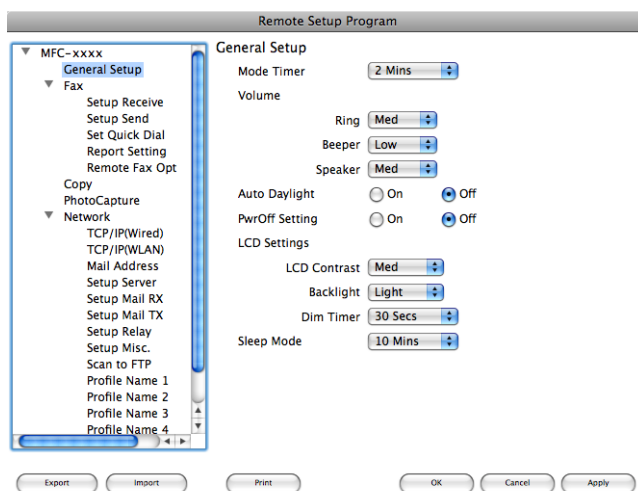 Remote Setup Program
MFC-xxxx
General Setup
Fax
Setup Receive
Setup Send
Set Quick Dial
Report Setting
Remote Fax Opt
Copy
PhotoCapture
Network
TCP/IP(Wired)
TCP/IP(WLAN)
Mail Address
Setup Server
Setup Mail RX
Setup Mail TX
Setup Relay
Setup Misc.
Scan to FTP
Profile Name 1
Profile Name 2
Profile Name 3
Profile Name 4
General Setup
Mode Timer 2 Mins
Volume
Ring Med
Beeper Low
Speaker Med
Auto Daylight On Off
PwrOff Setting On Off
LCD Settings
LCD Contrast Med
Backlight Light
Dim Timer 30 Secs
Sleep Mode 10 Mins
Export Import Print OK Cancel Apply